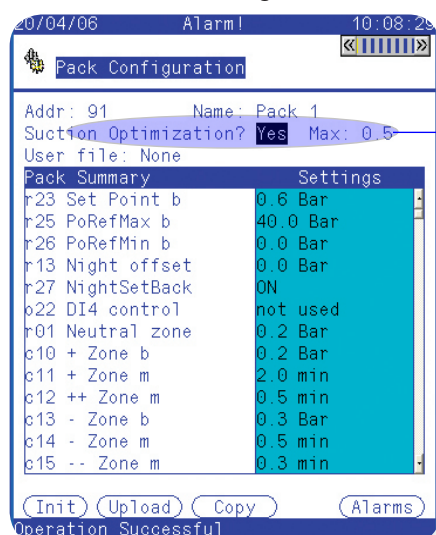 20/04/06 Alarm! 10:08:29
Pack Configuration
Addr: 91 Name: Pack 1
Suction Optimization? Yes Max: 0.5
User file: None
Pack Summary Settings
r23 Set Point b 0.6 Bar
r25 PoRefMax b 40.0 Bar
r26 PoRefMin b 0.0 Bar
r13 Night offset 0.0 Bar
r27 NightSetBack ON
o22 DI4 control not used
r01 Neutral zone 0.2 Bar
c10 + Zone b 0.2 Bar
c11 + Zone m 2.0 min
c12 ++ Zone m 0.5 min
c13 - Zone b 0.3 Bar
c14 - Zone m 0.5 min
c15 -- Zone m 0.3 min
(Init) (Upload) (Copy) (Alarms)
Operation Successful